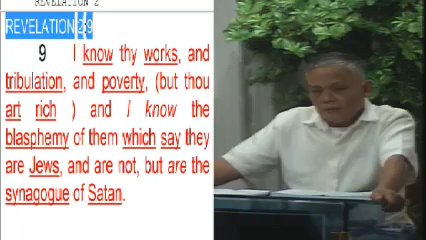 REVELATION 2
REVELATION 2:9
9 I know thy works, and
tribulation, and poverty, (but thou
art rich ) and I know the
blasphemy of them which say they
are Jews, and are not, but are the
synagogue of Satan.